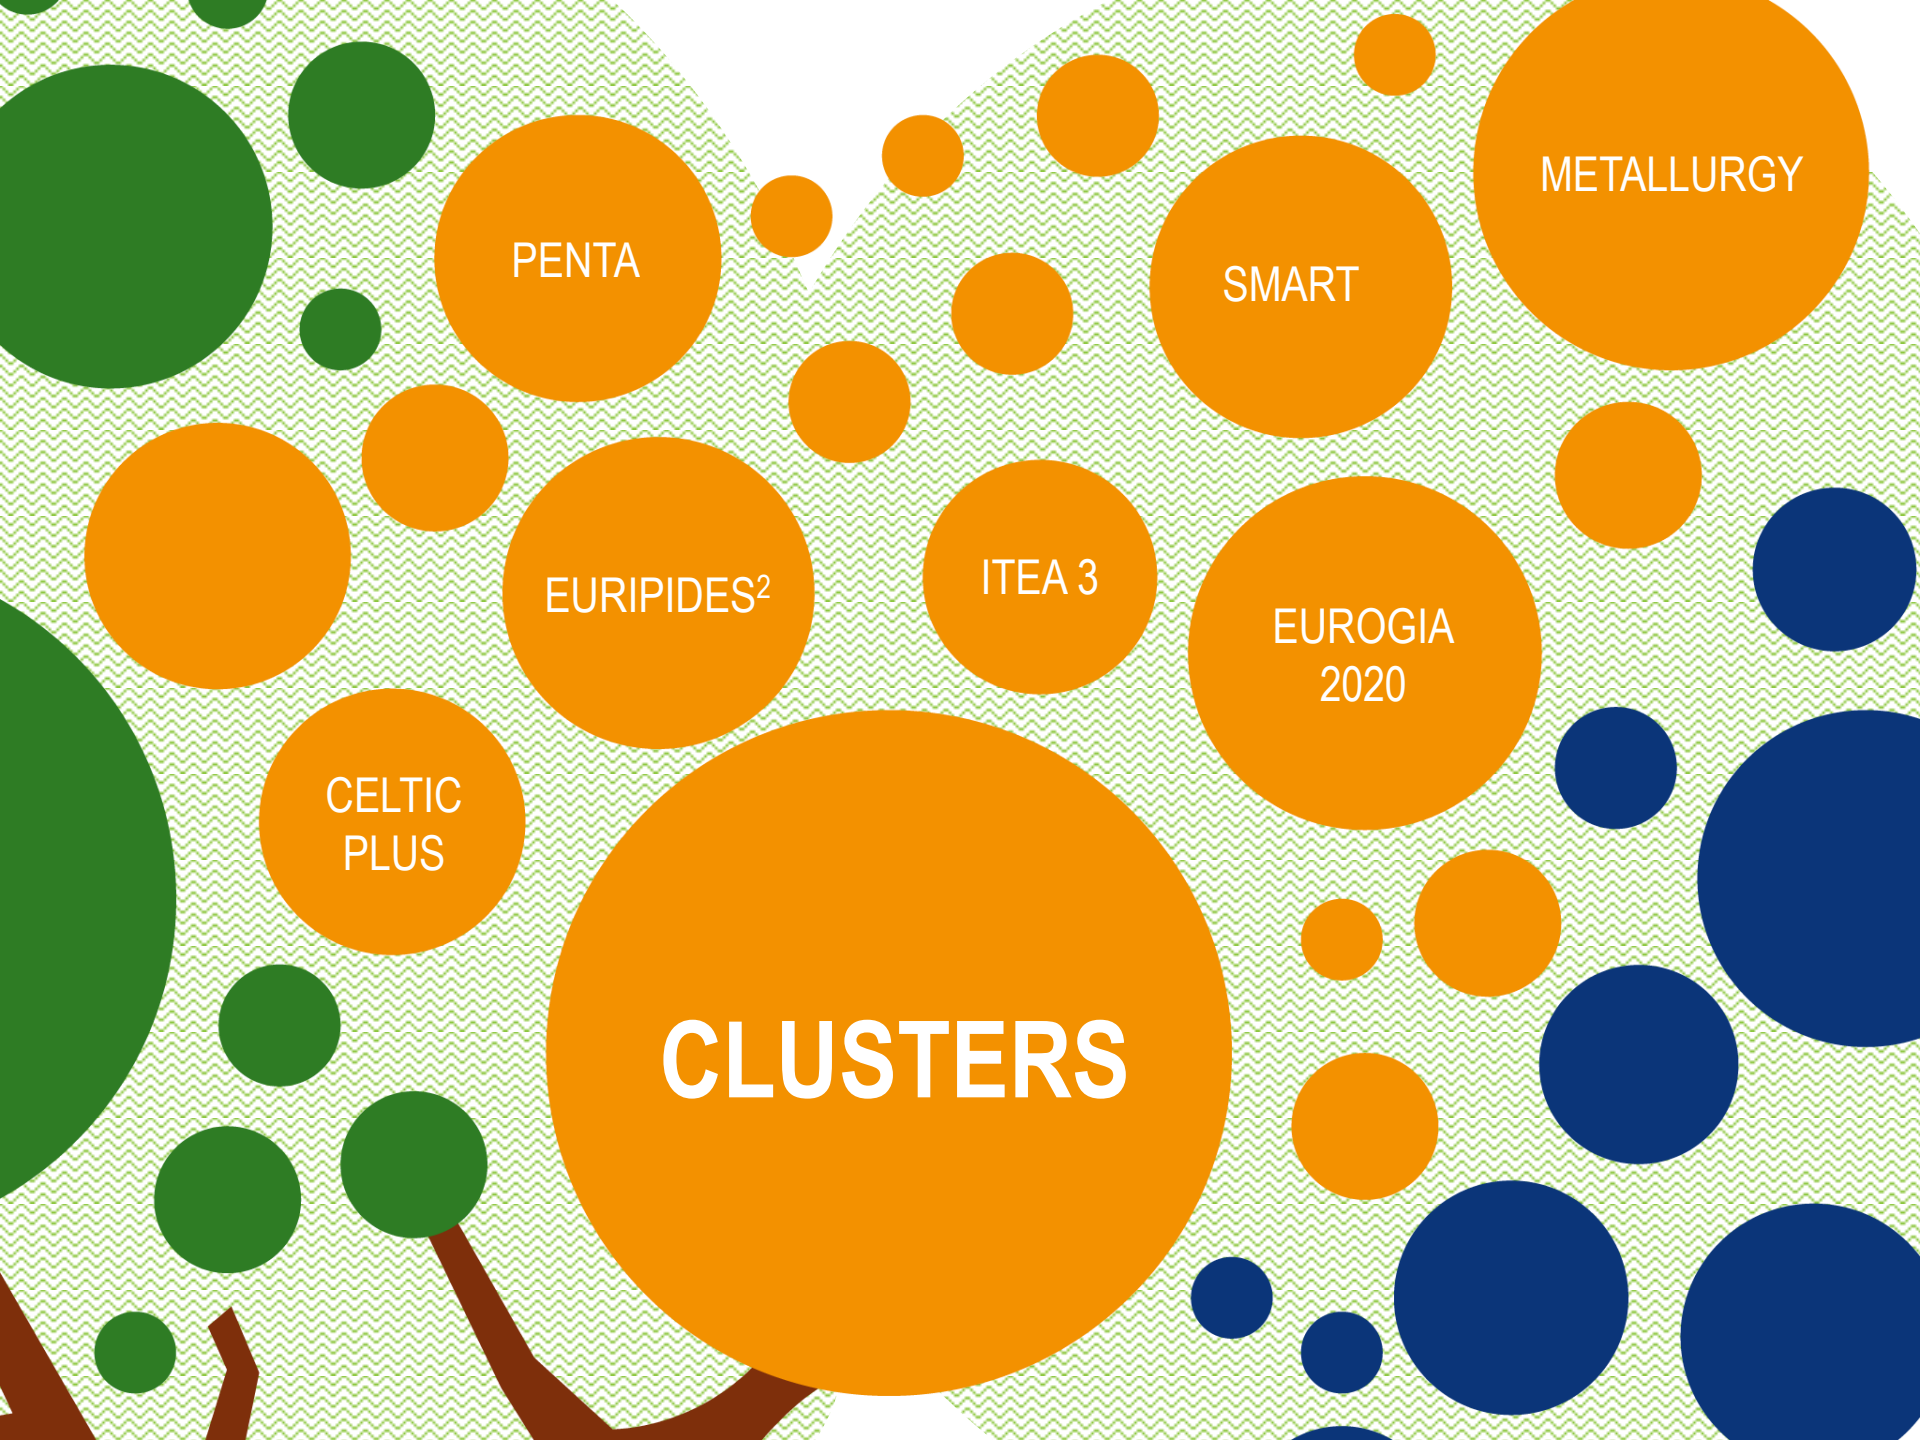 METALLURGY
PENTA
SMART
EURIPIDES²
ITEA 3
EUROGIA
2020
CELTIC
PLUS
CLUSTERS